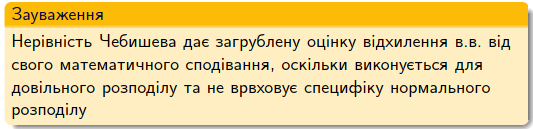 Зауваження
Нерівність Чебишева дає загрублену оцінку відхилення в.в. від
свого математичного сподівання, оскільки виконується для
довільного розподілу та не врвховує специфіку нормального
розподілу